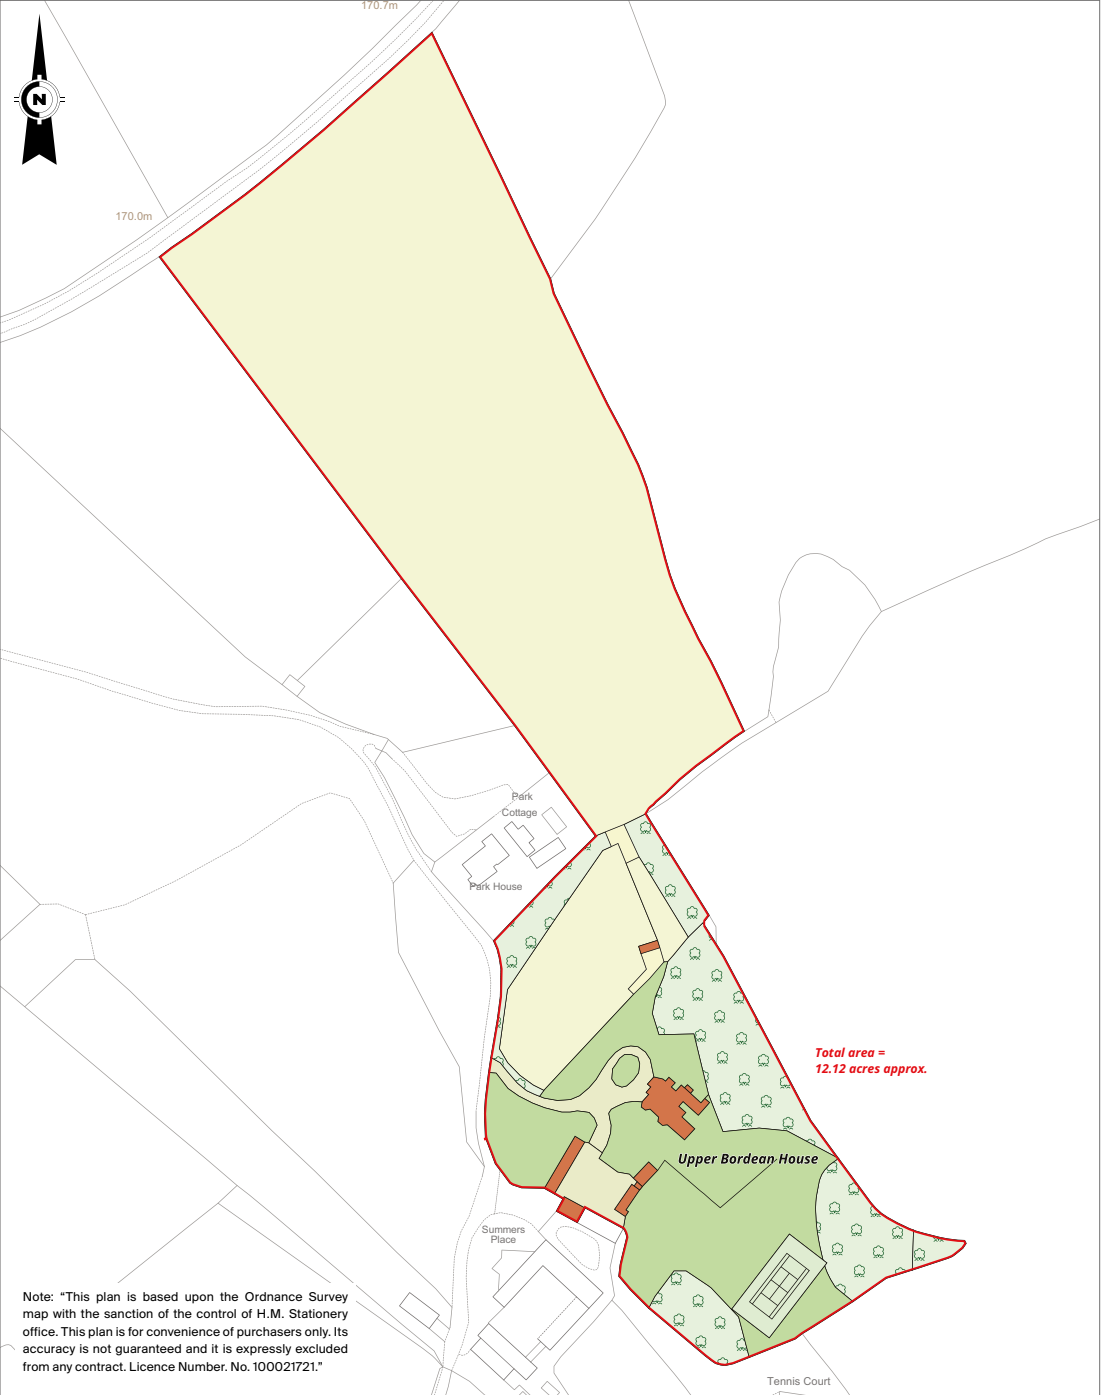 170.7m
N
170.0m
Park
Cottage
Park House
Total area =
12.12 acres approx.
Upper Bordean House
Summers
Place
Note: “This plan is based upon the Ordnance Survey
map with the sanction of the control of H.M. Stationery
office. This plan is for convenience of purchasers only. Its
accuracy is not guaranteed and it is expressly excluded
from any contract. Licence Number. No. 100021721.”
Tennis Court